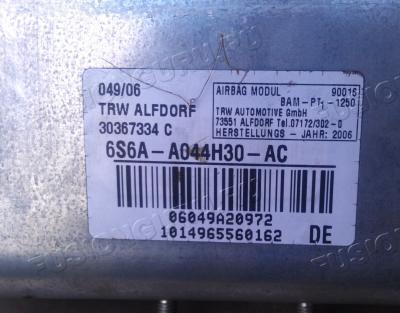 049/06
TRW ALFDORF
30367334 C
AIRBAG MODUL 90016
BAM-PT1-1250
TRW AUTOMOTIVE GmbH
73551 ALFDORF Tel.07172/302-0
HERSTELLUNGS - JAHR: 2006
6S6A-A044H30-AC
06049A20972
1014965560162 DE